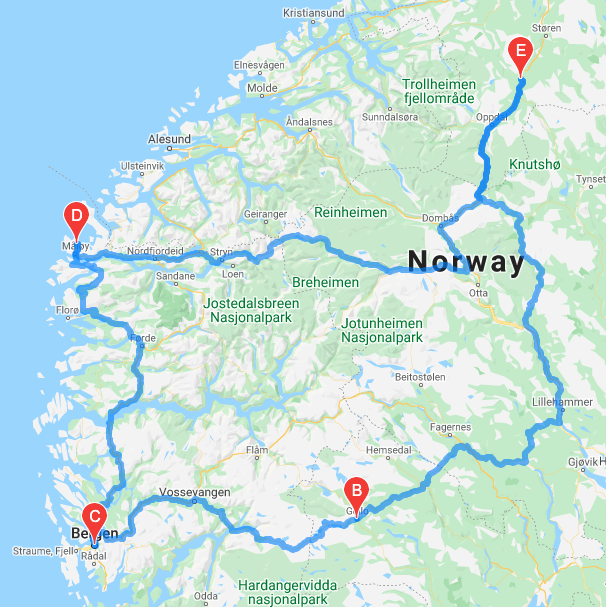 Kristiansund
Støren
E
Elnesvågen
Molde
Trollheimen
fjellområde
Oppdal
Sunndalsøra
Åndalsnes
Alesund
Knutshø
Ulsteinvik
Tynset
Geiranger
Reinheimen
D
Dombås
Måløy
Nordfjordeid
Stryn
Norway
Loen
Sandane
Breheimen
Otta
Jostedalsbreen
Nasjonalpark
Florø
Jotunheimen
Nasjonalpark
Førde
Beitostølen
Lillehammer
Fagernes
Flåm
Hemsedal
Gjøvik
H
B
Vossevangen
Geilo
C
Bergen
Straume, Fjell
Rådal
Hardangervidda
nasjonalpark
Odda